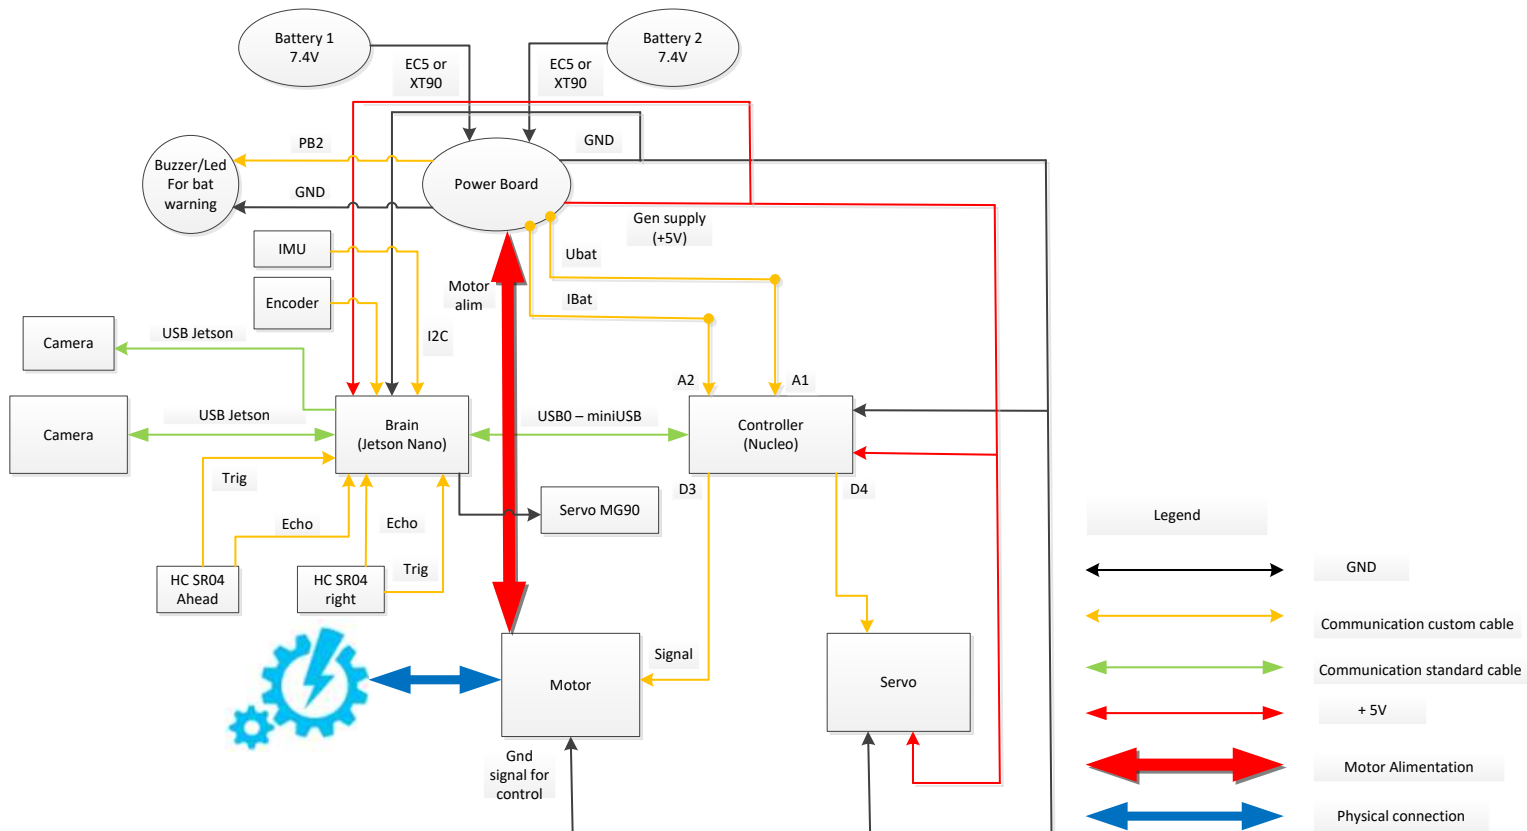 Battery 1
7.4V
Battery 2
7.4V
EC5 or
XT90
EC5 or
XT90
PB2
GND
Buzzer/Led
For bat
warning
GND
Power Board
Gen supply
(+5V)
Ubat
IMU
Encoder
Motor
alim
IBat
I2C
Camera
USB Jetson
A2
A1
Camera
USB Jetson
Brain
(Jetson Nano)
USB0 – miniUSB
Controller
(Nucleo)
Trig
Echo
Echo
D3
D4
Servo MG90
HC SR04
Ahead
HC SR04
right
Trig
Signal
Motor
Servo
Gnd
signal for
control
Legend
GND
Communication custom cable
Communication standard cable
+ 5V
Motor Alimentation
Physical connection